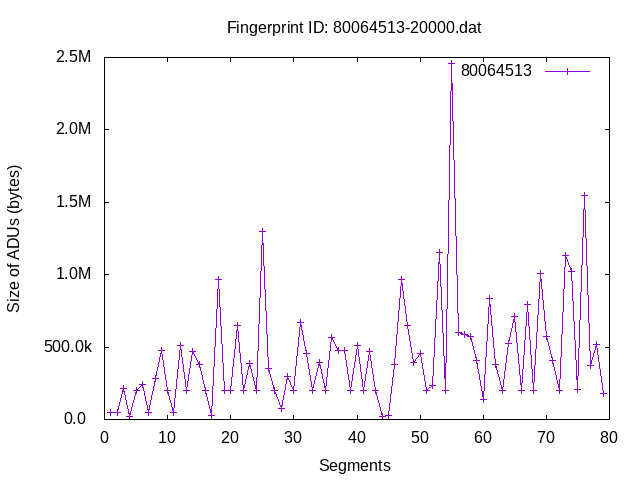 Fingerprint ID: 80064513-20000.dat
80064513
Size of ADUs (bytes)
2.5M
2.0M
1.5M
1.0M
500.0k
0.0
0 10 20 30 40 50 60 70 80
Segments